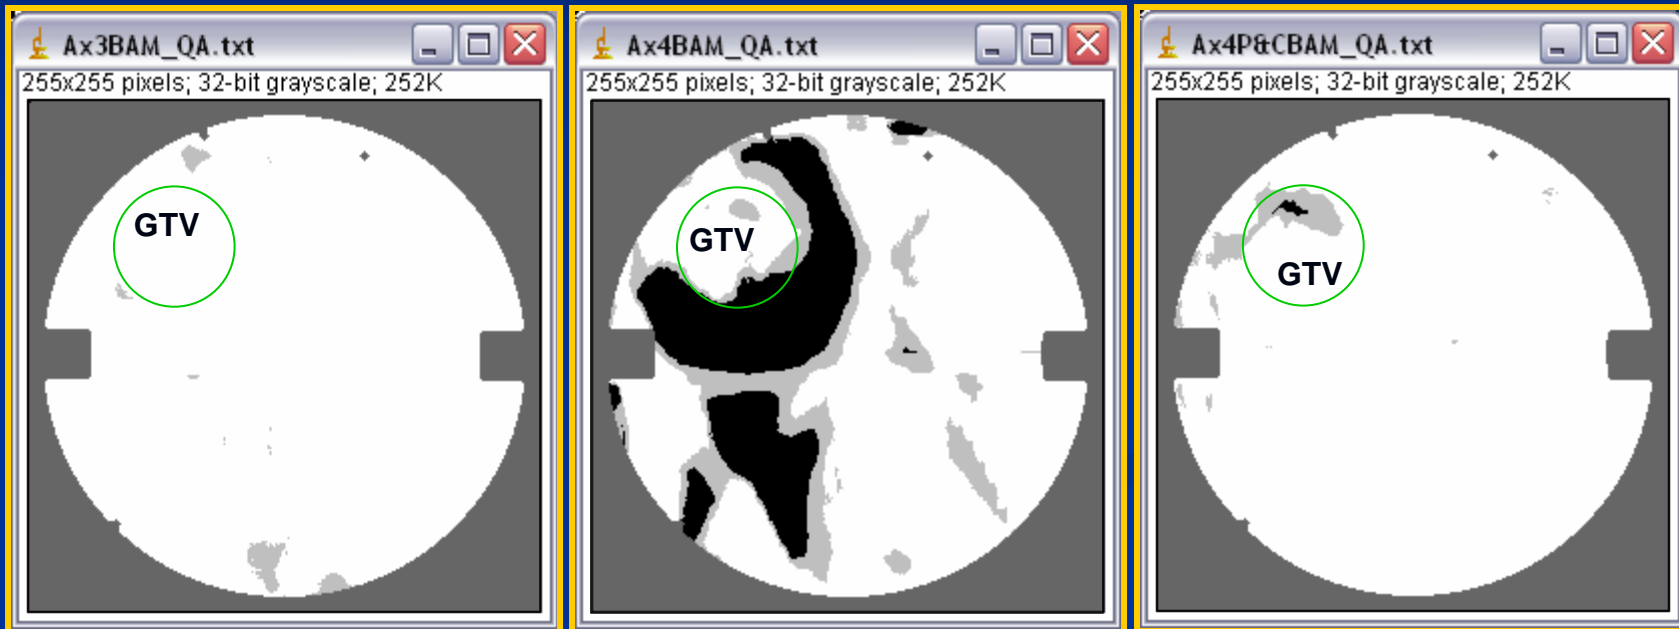 Ax3BAM_QA.txt
255x255 pixels; 32-bit grayscale; 252K
GTV
Ax4BAM_QA.txt
255x255 pixels; 32-bit grayscale; 252K
GTV
Ax4P&CBAM_QA.txt
255x255 pixels; 32-bit grayscale; 252K
GTV